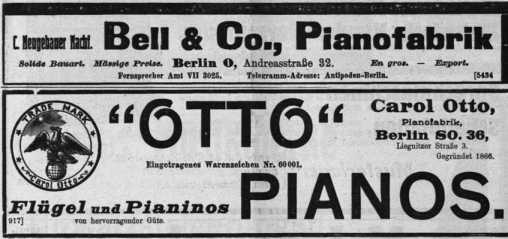 C. Neugebauer Nachf. Bell & Co., Pianofabrik
Solide Bauart. Mässige Preise. Berlin O, Andreasstraße 32. En gros. — Export.
Fernsprecher Amt VII 3025. Telegramm-Adresse: Antipoden-Berlin. [5434
TRADE MARK
Carol Otto
"OTTO"
Eingetragenes Warenzeichen Nr. 60001.
Carol Otto,
Pianofabrik,
Berlin SO. 36,
Liegnitzer Straße 3.
Gegründet 1866.
PIANOS.
Flügel und Pianinos
917] von hervorragender Güte.